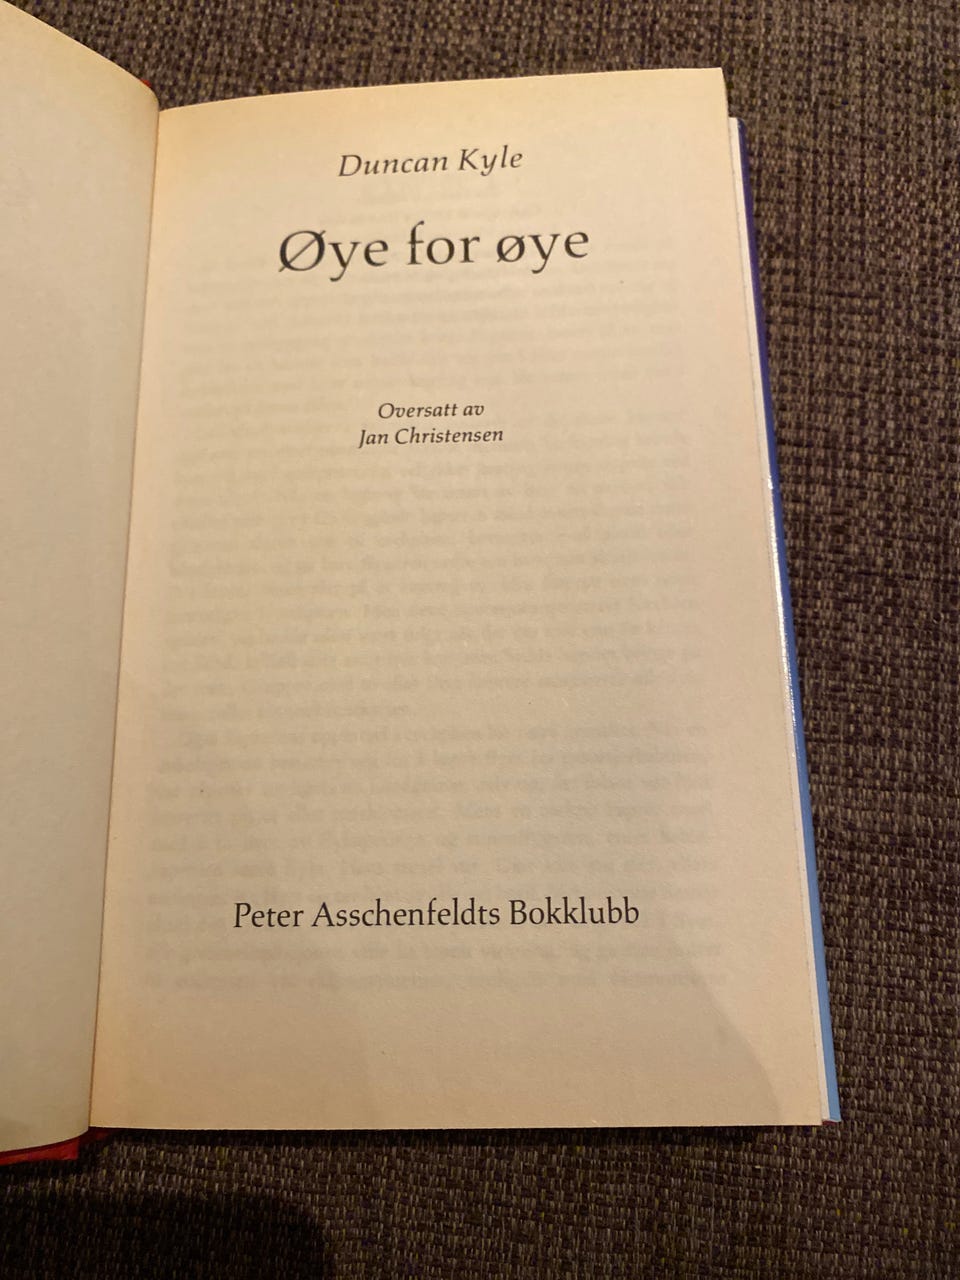 Duncan Kyle
Øye for øye
Oversatt av
Jan Christensen
Peter Asschenfeldts Bokklubb